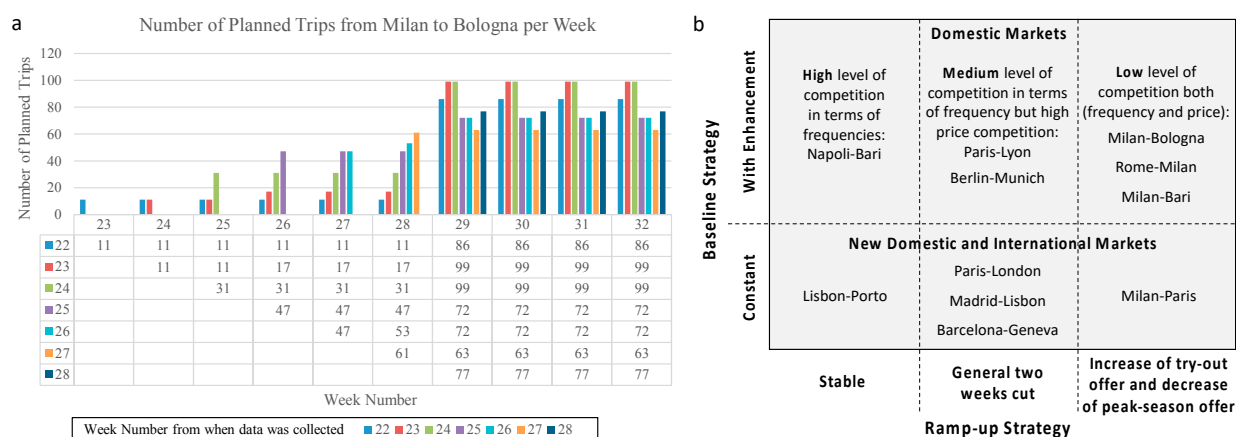 a
Number of Planned Trips from Milan to Bologna per Week
Number of Planned Trips
120
100
80
60
40
20
0
23 24 25 26 27 28 29 30 31 32
22 11 11 11 11 11 11 86 86 86 86
23 11 11 17 17 17 99 99 99 99
24 31 31 31 31 99 99 99 99
25 47 47 47 72 72 72 72
26 47 53 72 72 72 72
27 61 63 63 63 63
28 77 77 77 77
Week Number
Week Number from when data was collected 22 23 24 25 26 27 28
b
Baseline Strategy
With Enhancement
Domestic Markets
High level of
competition
in terms of
frequencies:
Napoli-Bari
Medium level of
competition in terms
of frequency but high
price competition:
Paris-Lyon
Berlin-Munich
Low level of
competition both
(frequency and price):
Milan-Bologna
Rome-Milan
Milan-Bari
Constant
New Domestic and International Markets
Lisbon-Porto
Paris-London
Madrid-Lisbon
Barcelona-Geneva
Milan-Paris
Stable
General two
weeks cut
Increase of try-out
offer and decrease
of peak-season offer
Ramp-up Strategy